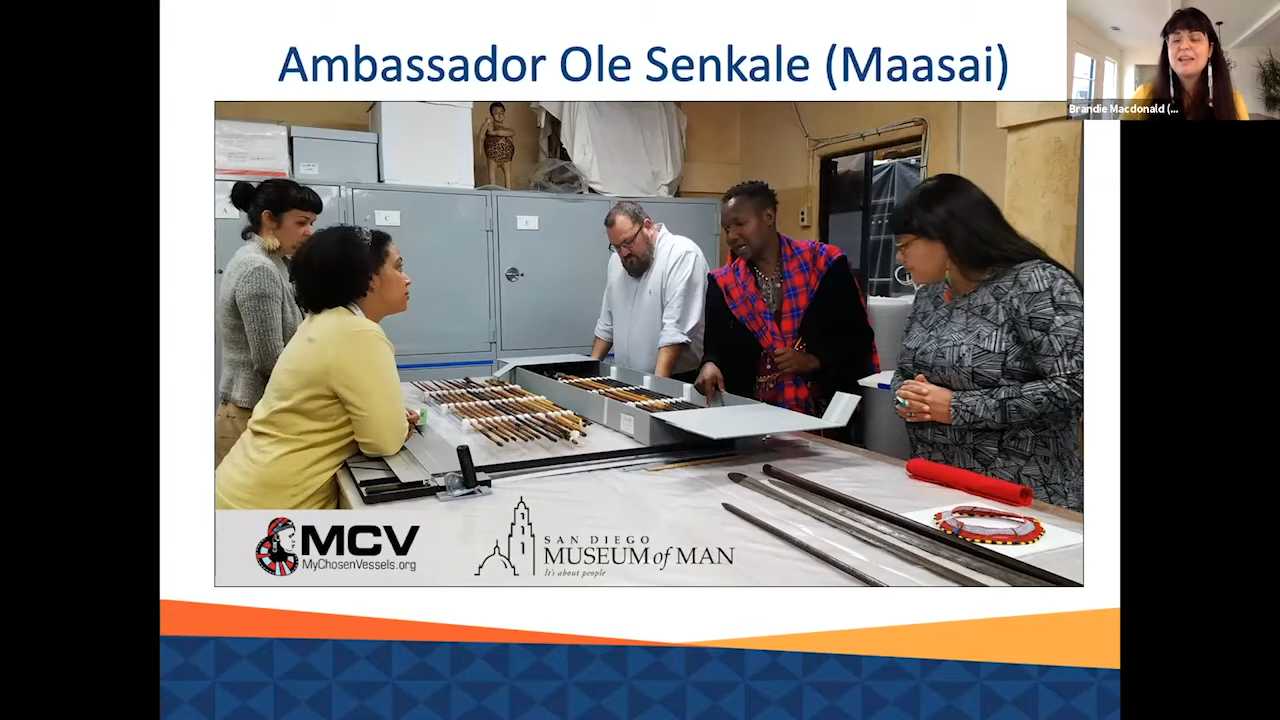 Ambassador Ole Senkale (Maasai)
Brandie Macdonald (...
A
C
E
MCV
MyChosenVessels.org
SAN DIEGO
MUSEUM of MAN
It's about people